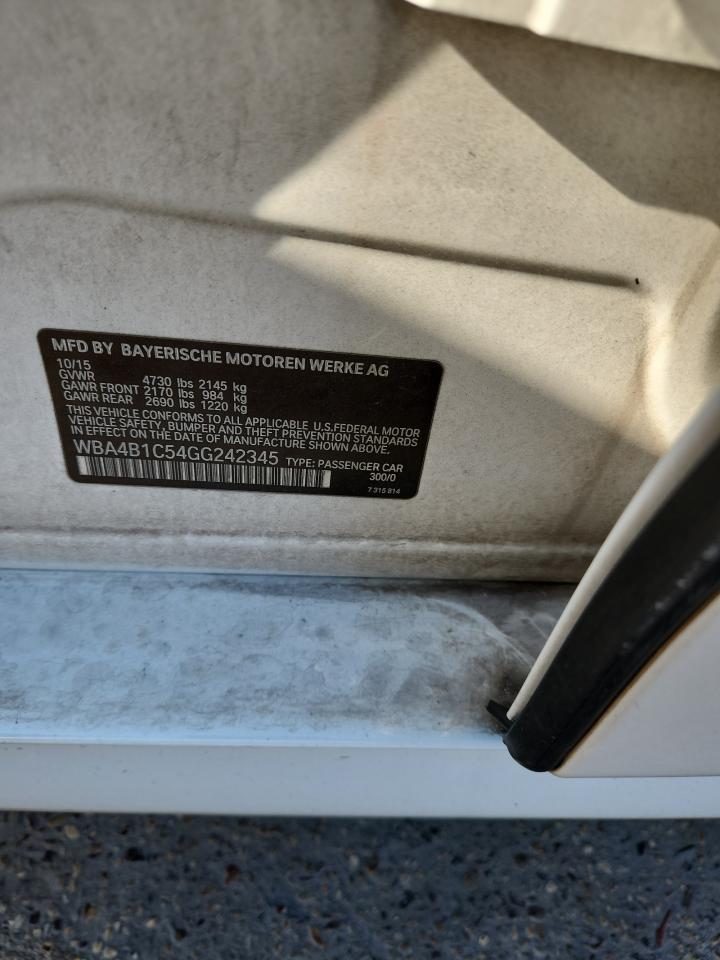 MFD BY BAYERISCHE MOTOREN WERKE AG
10/15
GVWR 4730 lbs 2145 kg
GAWR FRONT 2170 lbs 984 kg
GAWR REAR 2690 lbs 1220 kg
THIS VEHICLE CONFORMS TO ALL APPLICABLE U.S.FEDERAL MOTOR
VEHICLE SAFETY, BUMPER AND THEFT PREVENTION STANDARDS
IN EFFECT ON THE DATE OF MANUFACTURE SHOWN ABOVE.
WBA4B1C54GG242345 TYPE: PASSENGER CAR
300/0
7 315 814